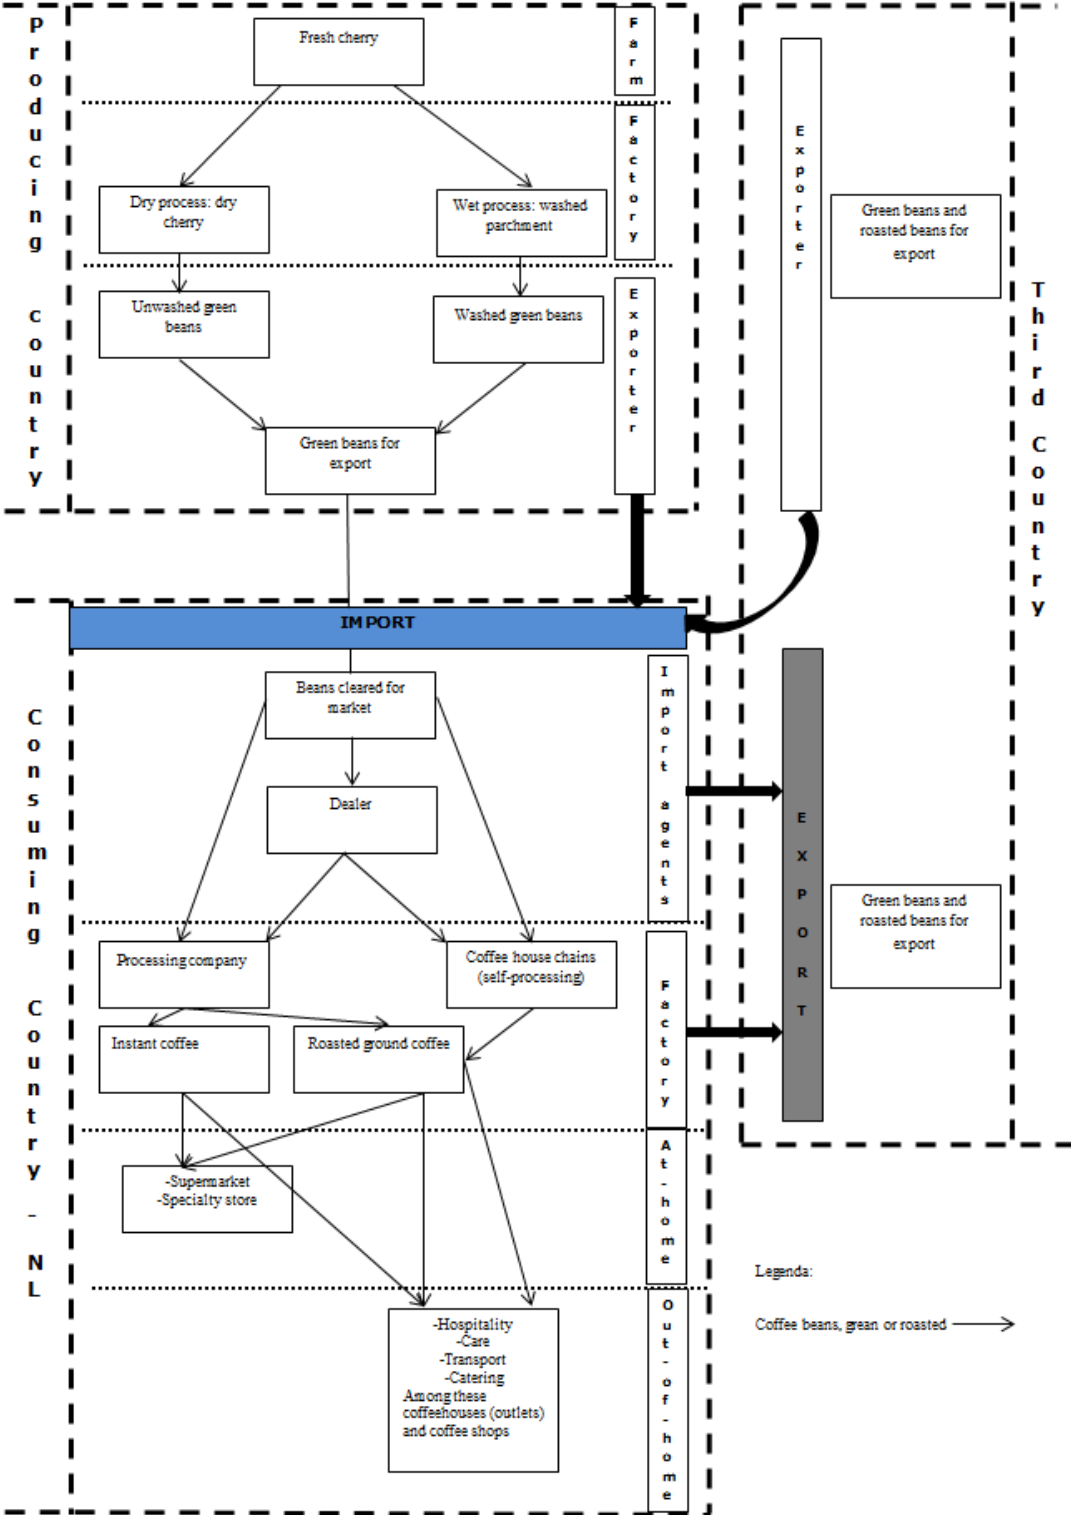 Producing country
Farm
Fresh cherry
Factory
Dry process: dry
cherry
Wet process: washed
parchment
Exporter
Unwashed green
beans
Washed green beans
Green beans for
export
Exporter
Green beans and
roasted beans for
export
Third Country
IMPORT
Consuming Country - NL
Import agents
Beans cleared for
market
Dealer
EXPORT
Green beans and
roasted beans for
export
Factory
Processing company
Coffee house chains
(self-processing)
Instant coffee
Roasted ground coffee
At-home
-Supermarket
-Specialty store
Out-of-home
-Hospitality
-Care
-Transport
-Catering
Among these
coffeehouses (outlets)
and coffee shops
Legenda:
Coffee beans, grean or roasted